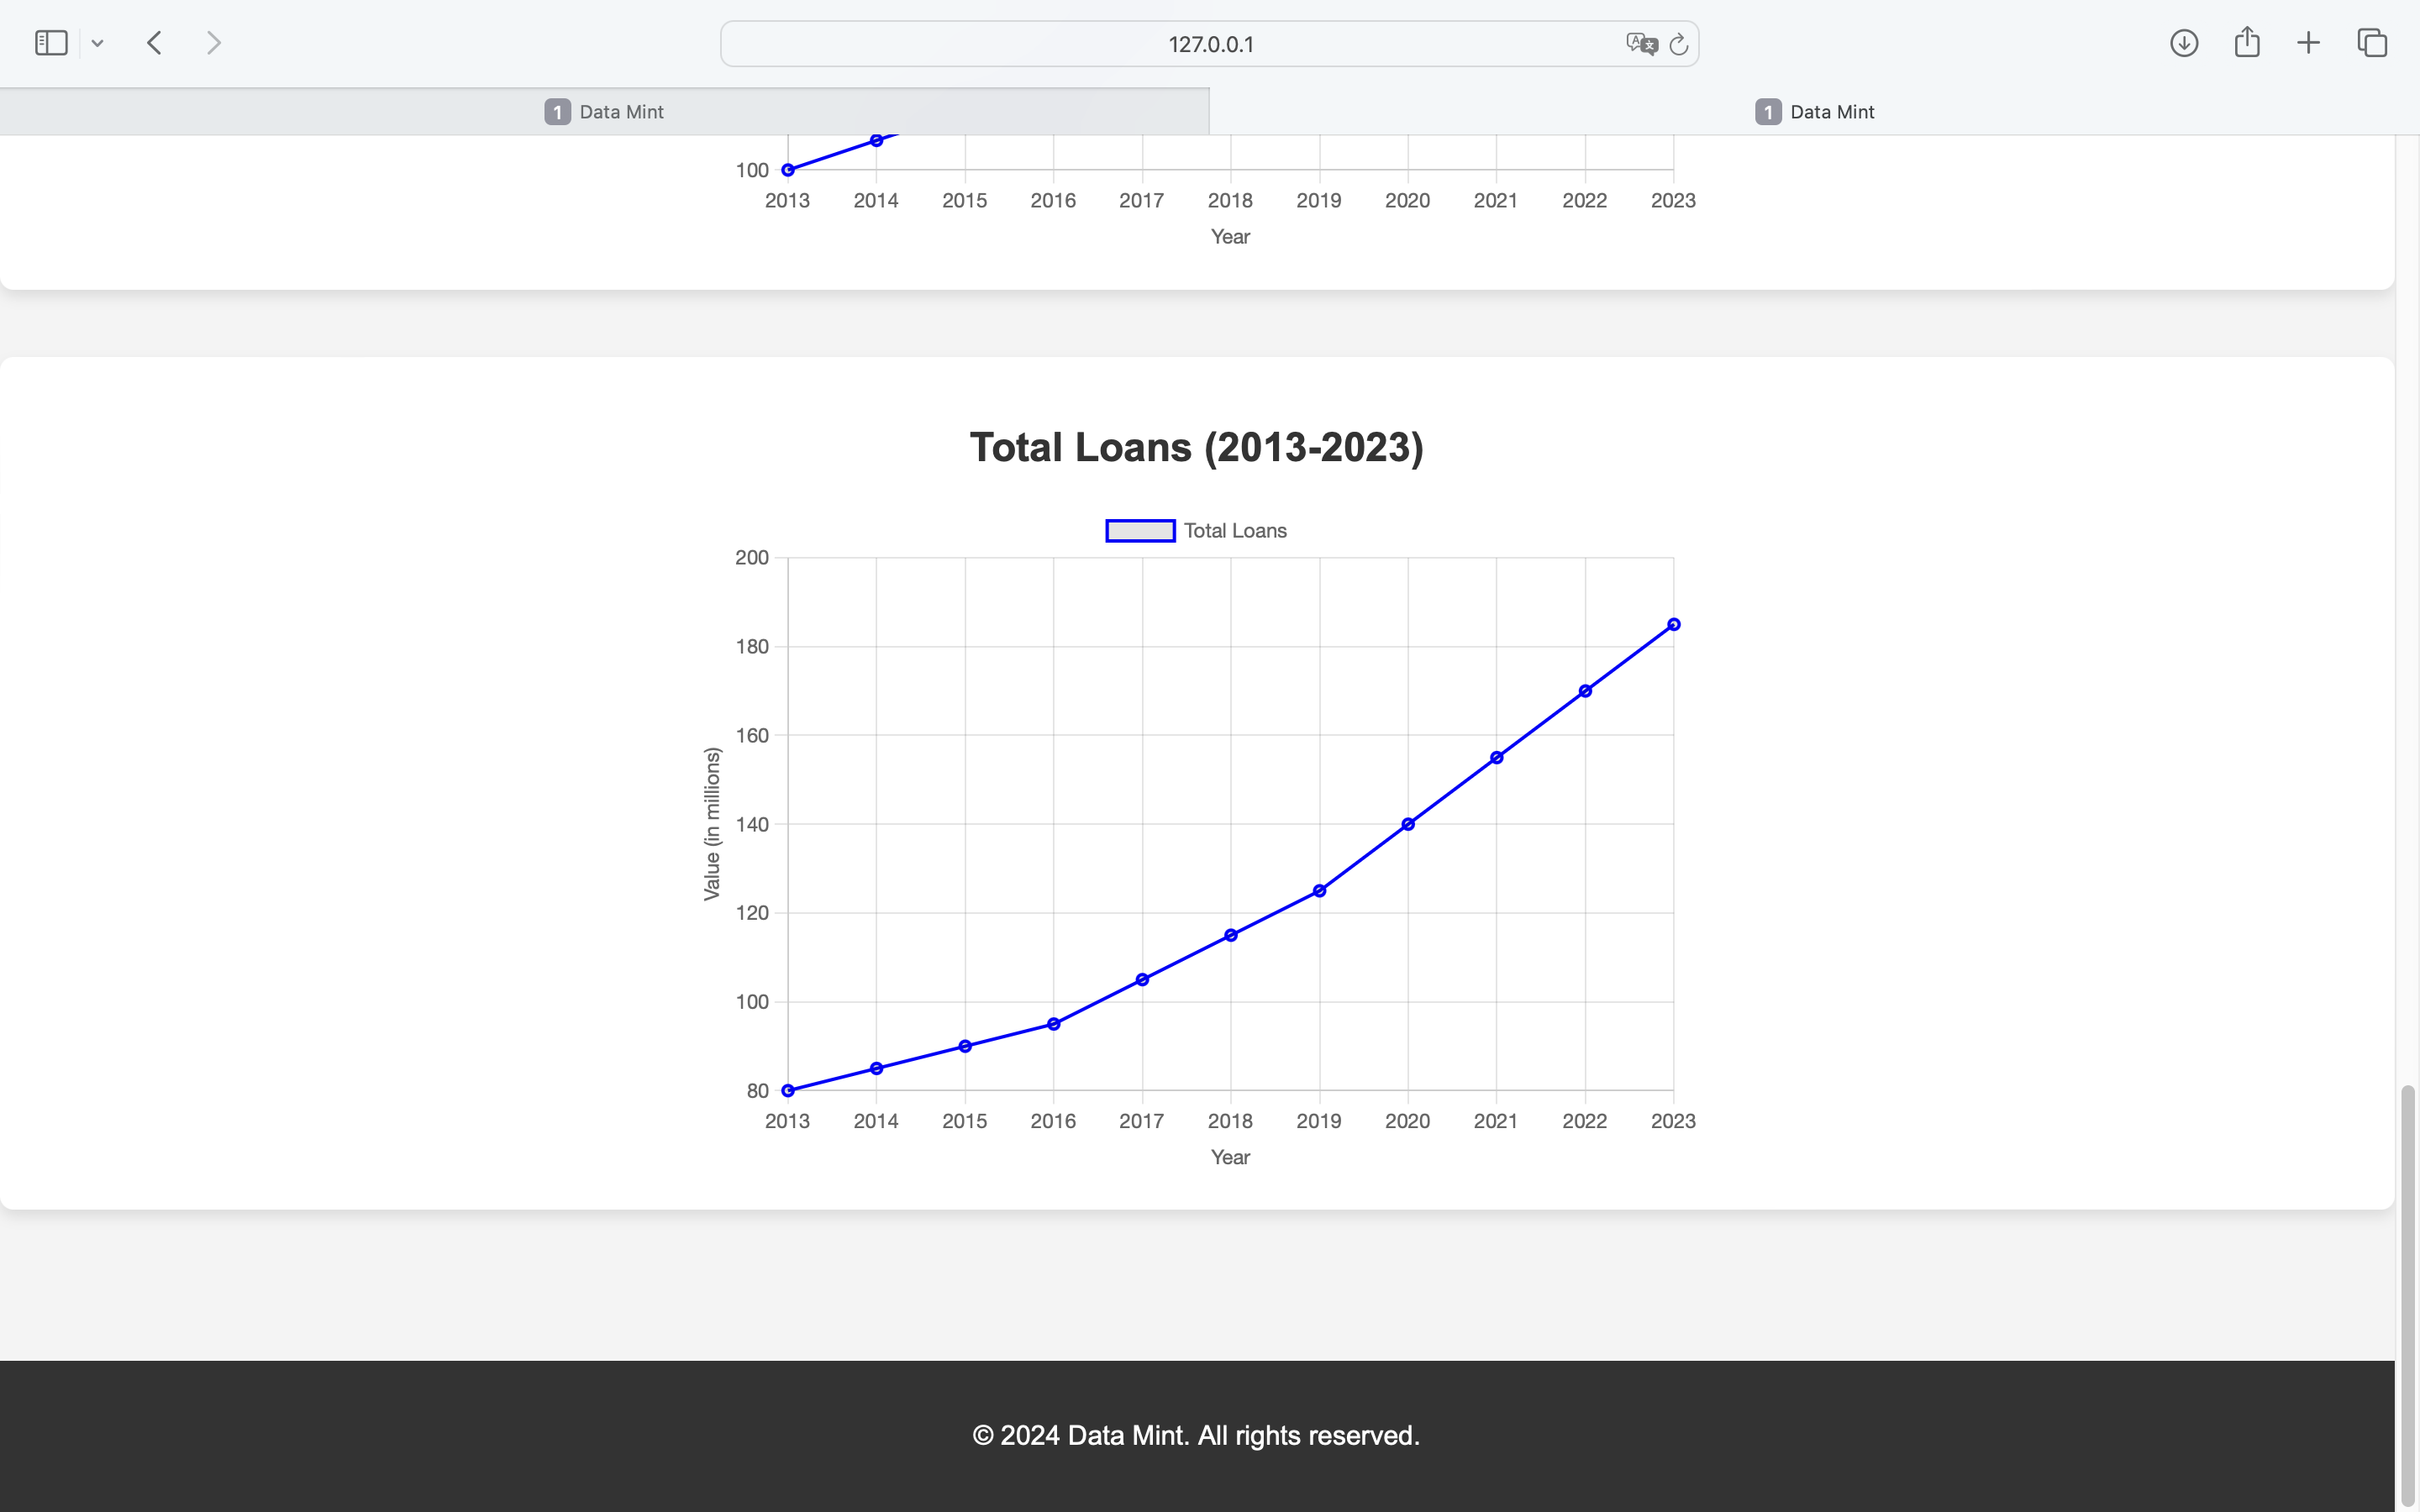 127.0.0.1
1 Data Mint
1 Data Mint
100
2013 2014 2015 2016 2017 2018 2019 2020 2021 2022 2023
Year
Total Loans (2013-2023)
Total Loans
200
180
160
140
120
100
80
Value (in millions)
2013 2014 2015 2016 2017 2018 2019 2020 2021 2022 2023
Year
© 2024 Data Mint. All rights reserved.